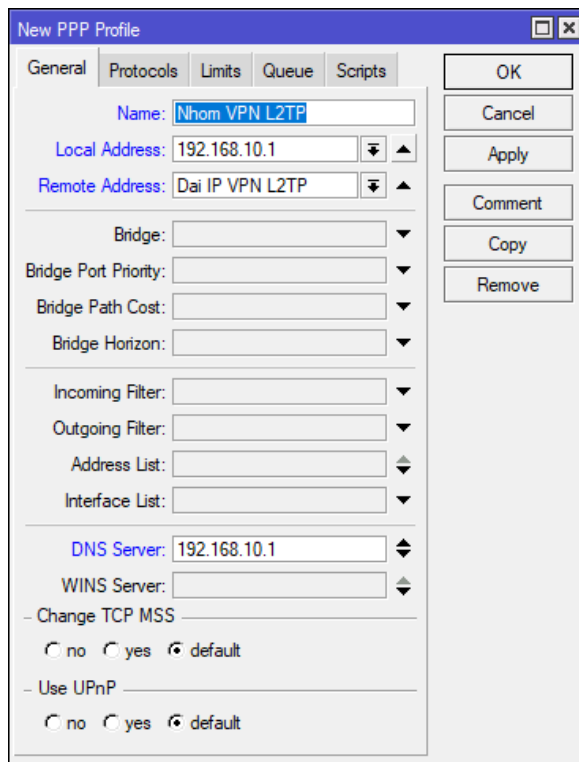 New PPP Profile
General Protocols Limits Queue Scripts
Name: Nhom VPN L2TP
Local Address: 192.168.10.1
Remote Address: Dai IP VPN L2TP
Bridge:
Bridge Port Priority:
Bridge Path Cost:
Bridge Horizon:
Incoming Filter:
Outgoing Filter:
Address List:
Interface List:
DNS Server: 192.168.10.1
WINS Server:
Change TCP MSS
no yes default
Use UPnP
no yes default
OK
Cancel
Apply
Comment
Copy
Remove